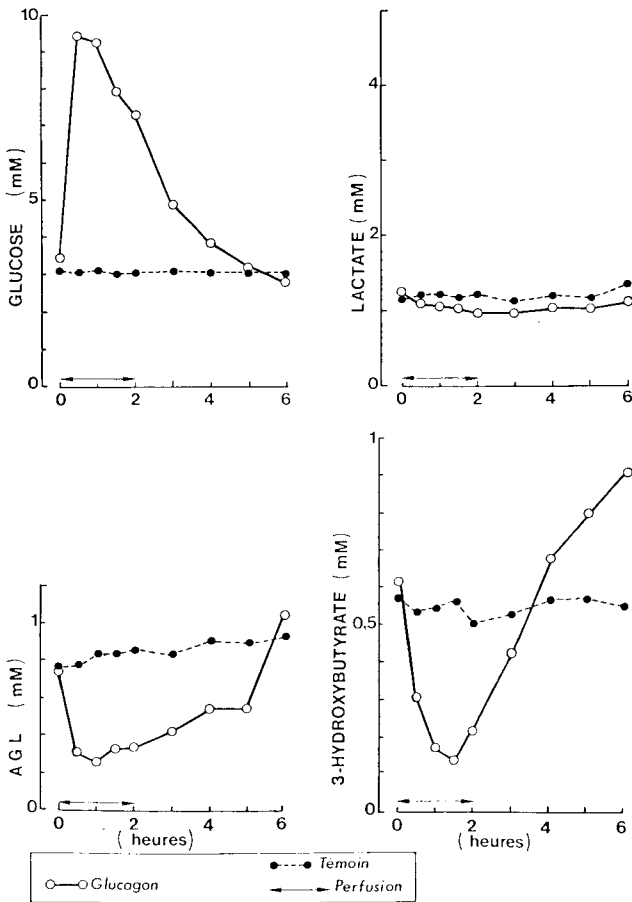 10
5
0
GLUCOSE (mM)
0 2 4 6
4
2
0
LACTATE (mM)
0 2 4 6
1
0
AGL (mM)
0 2 4 6
(heures)
1
0,5
0
3-HYDROXYBUTYRATE (mM)
0 2 4 6
(heures)
Glucagon
Témoin
Perfusion